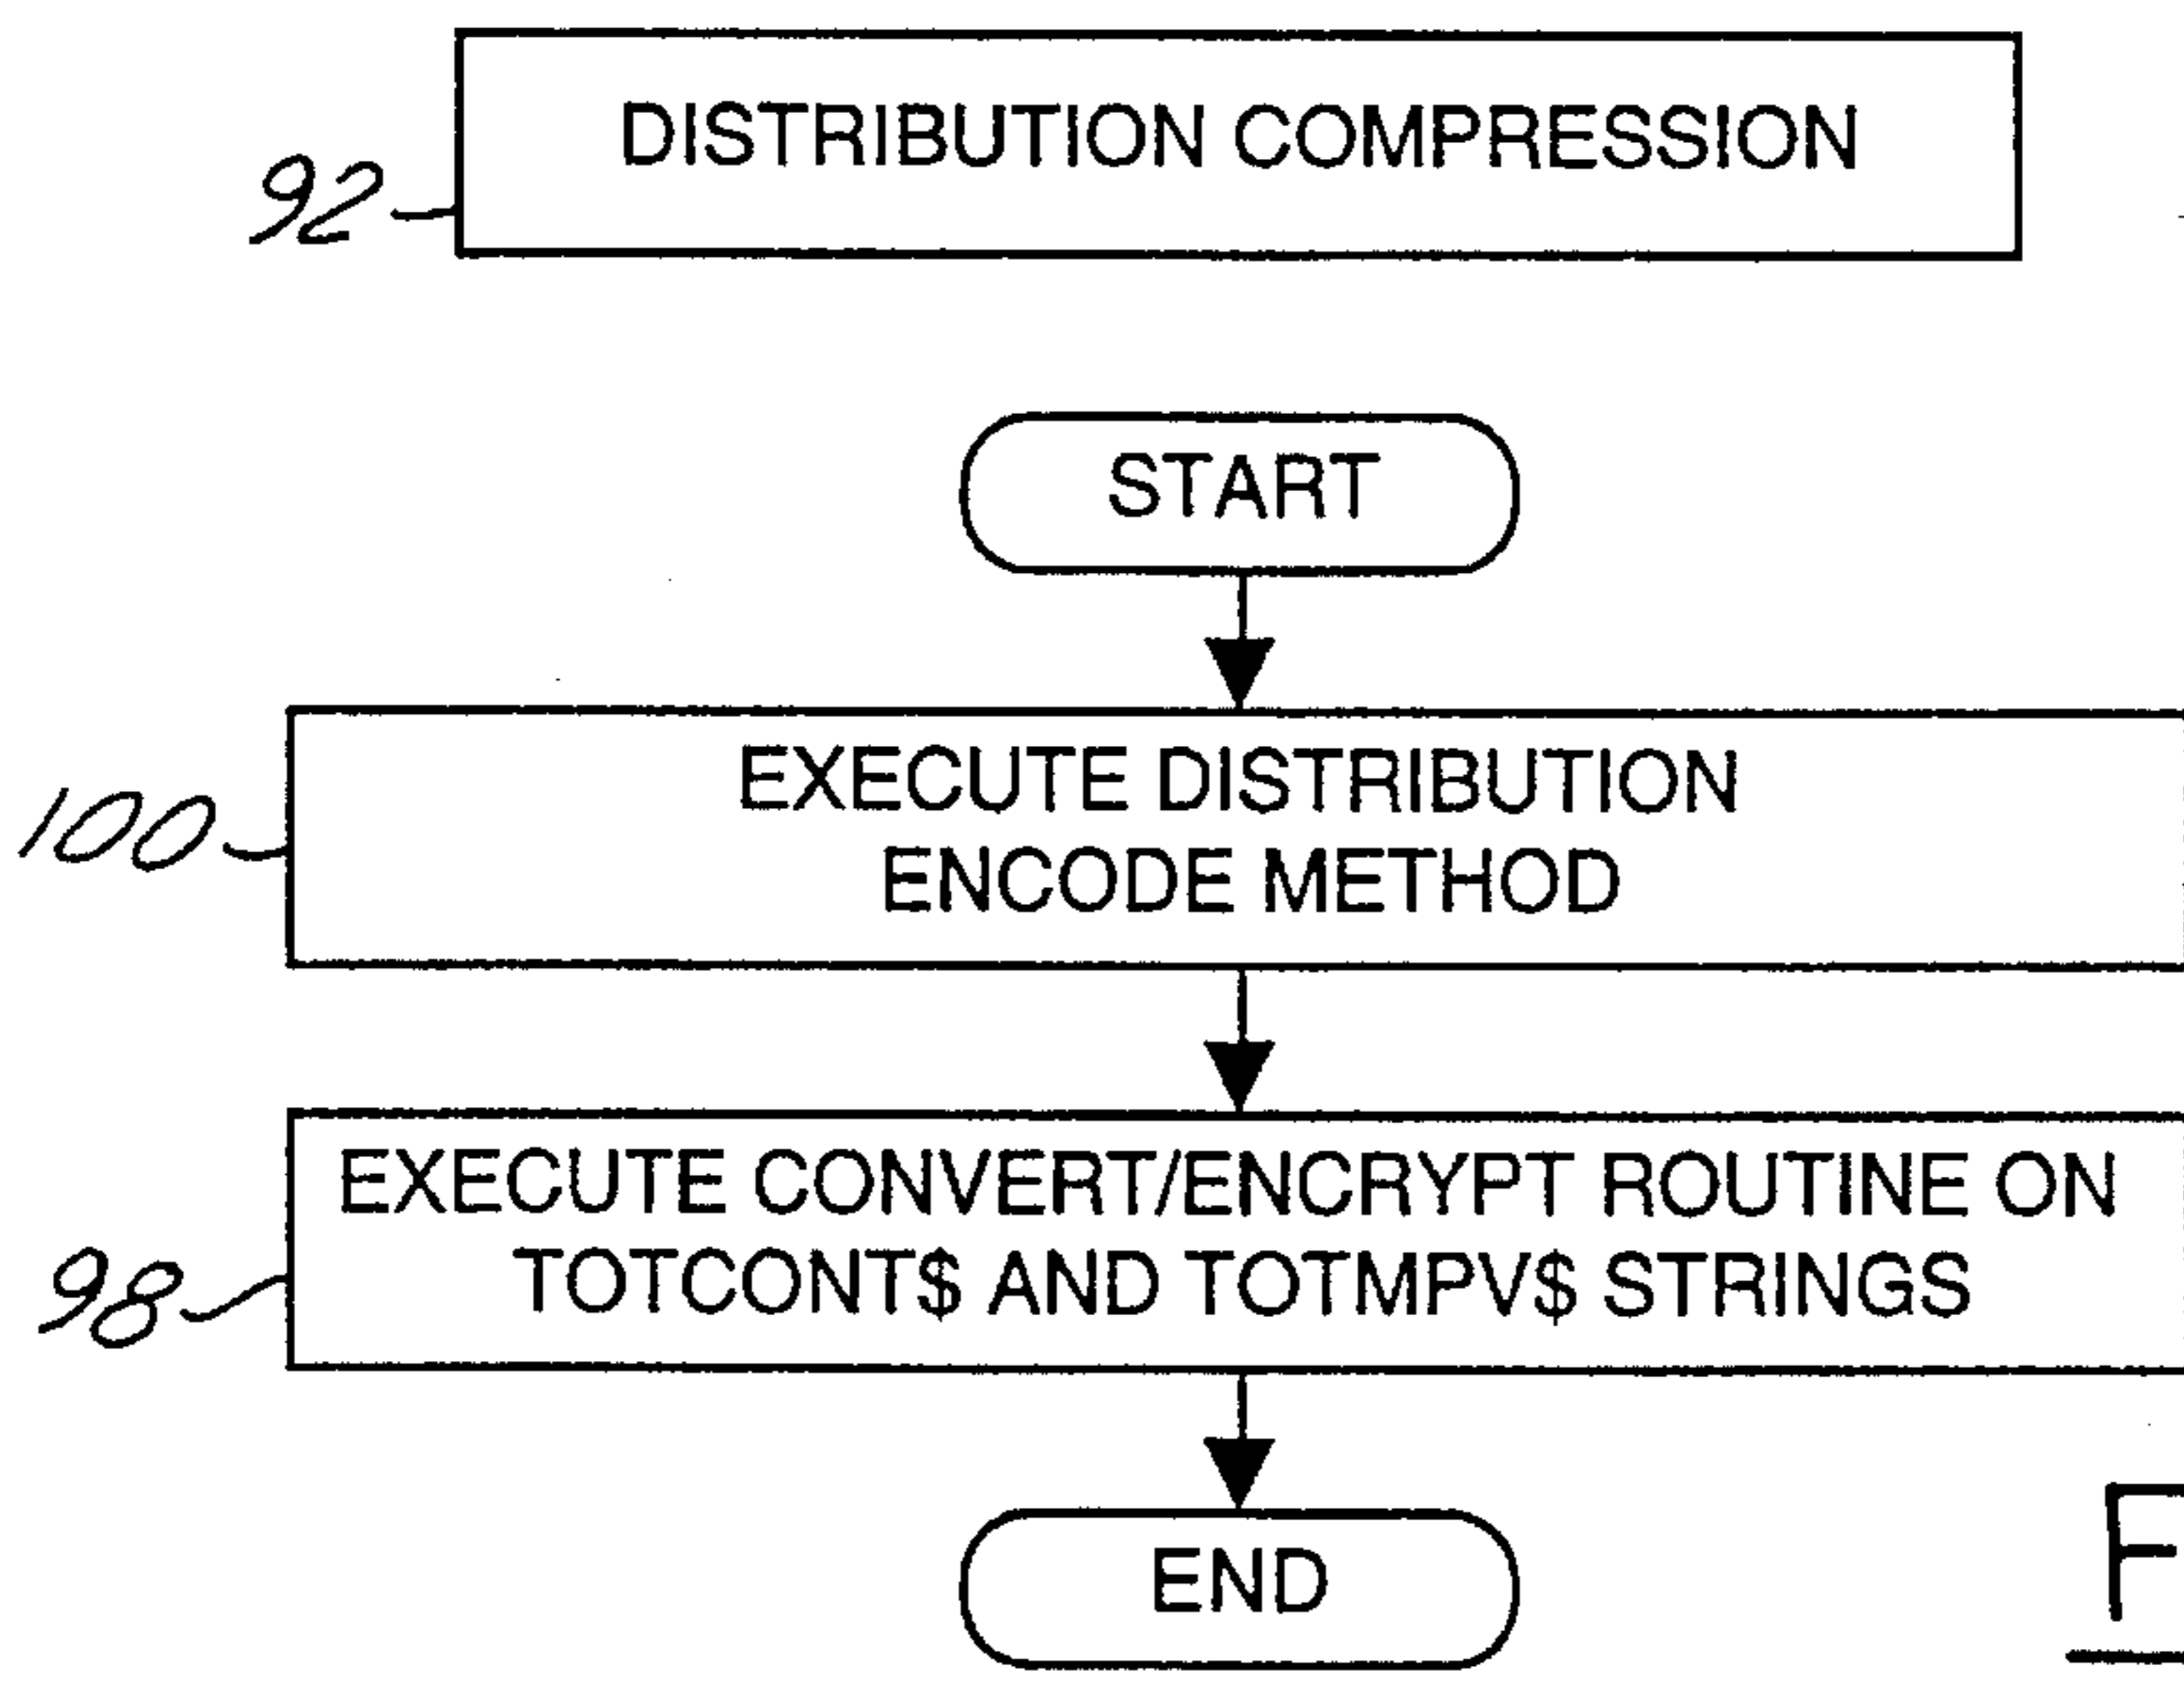 DISTRIBUTION COMPRESSION
92
START
EXECUTE DISTRIBUTION
ENCODE METHOD
100
EXECUTE CONVERT/ENCRYPT ROUTINE ON
TOTCONT$ AND TOTMPV$ STRINGS
98
END
F